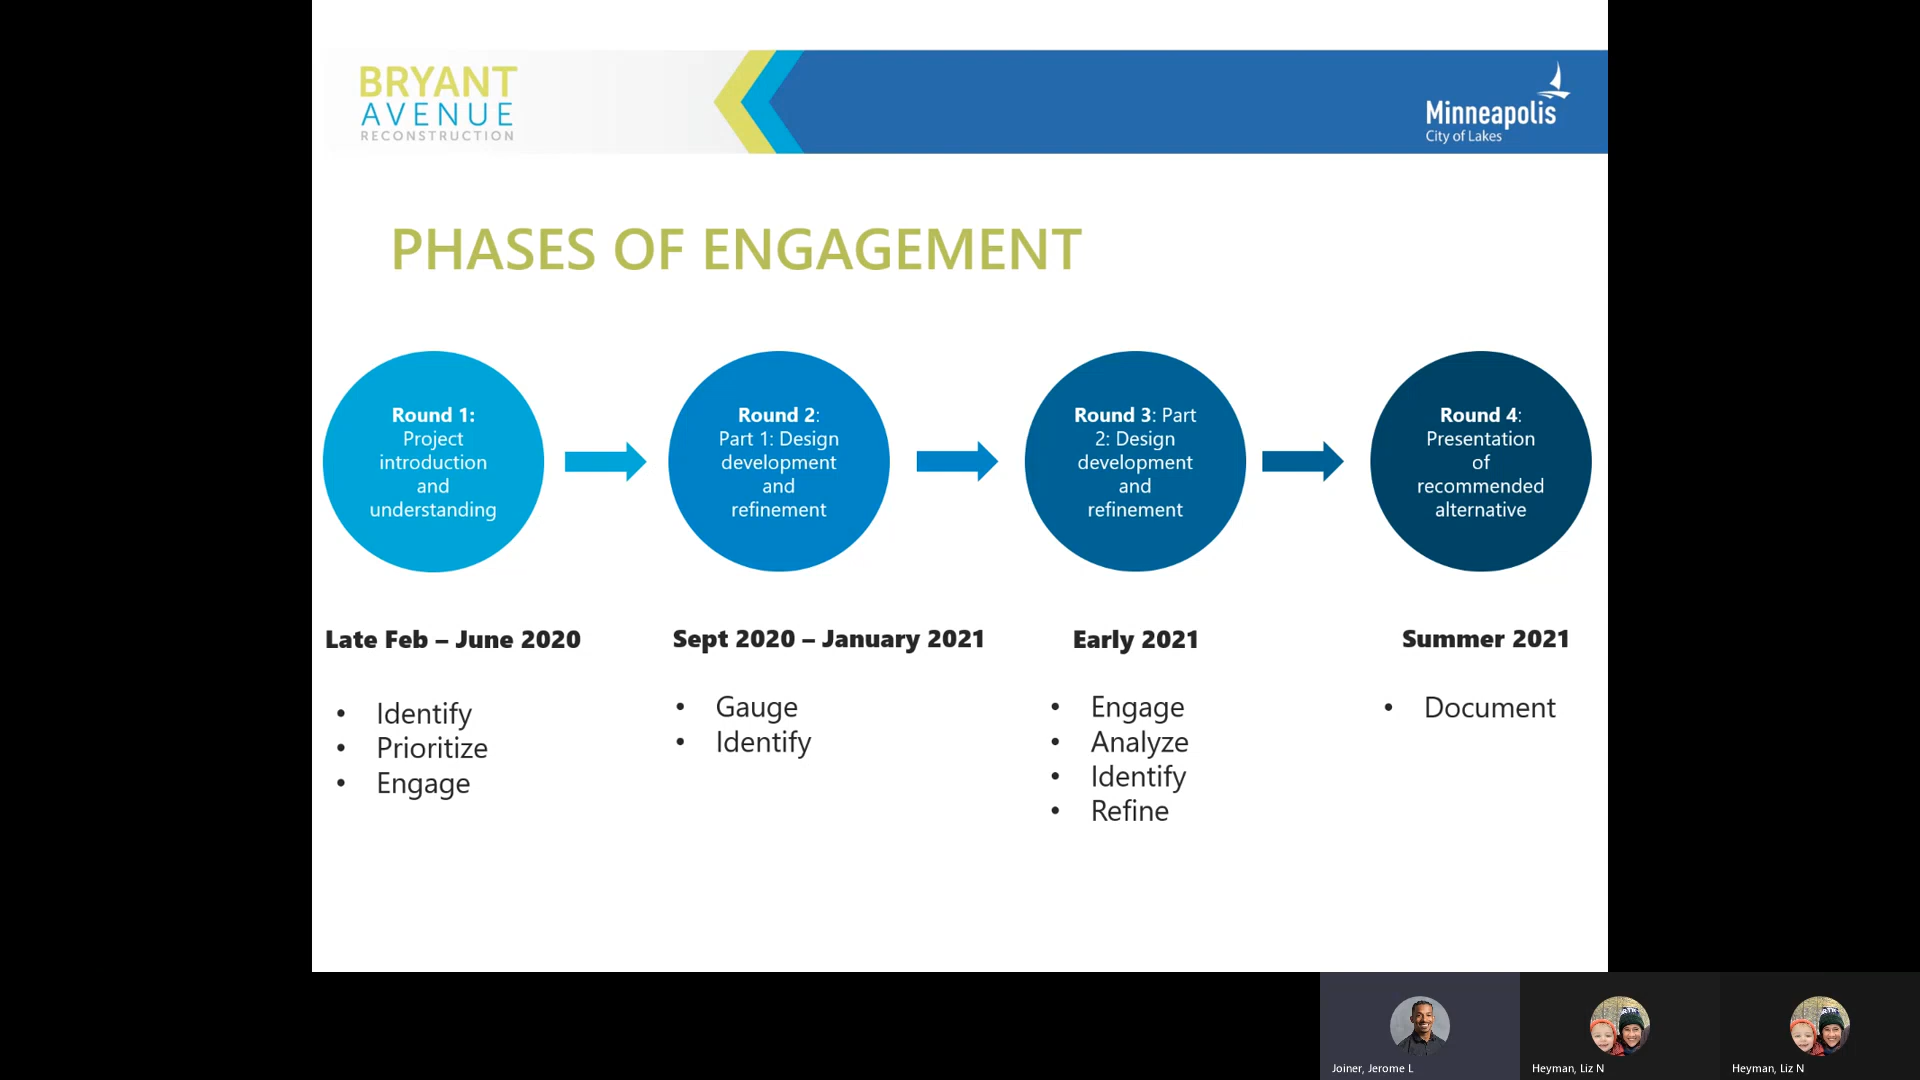 BRYANT
AVENUE
RECONSTRUCTION
Minneapolis
City of Lakes
PHASES OF ENGAGEMENT
Round 1:
Project
introduction
and
understanding
Round 2:
Part 1: Design
development
and
refinement
Round 3: Part
2: Design
development
and
refinement
Round 4:
Presentation
of
recommended
alternative
Late Feb – June 2020
• Identify
• Prioritize
• Engage
Sept 2020 – January 2021
• Gauge
• Identify
Early 2021
• Engage
• Analyze
• Identify
• Refine
Summer 2021
• Document
Joiner, Jerome L
Heyman, Liz N
Heyman, Liz N